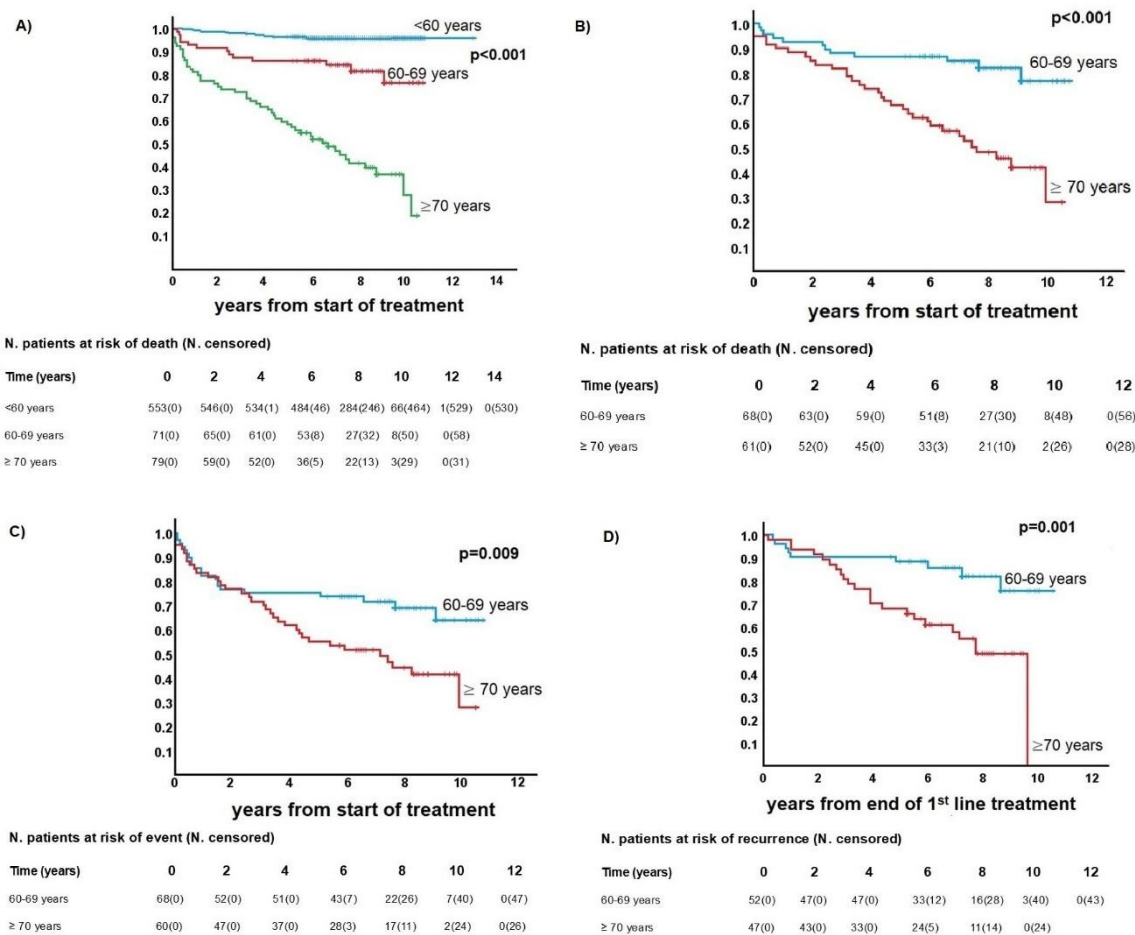 A)
<60 years
p<0.001
60-69 years
≥70 years
1.0
0.9
0.8
0.7
0.6
0.5
0.4
0.3
0.2
0.1
0 2 4 6 8 10 12 14
years from start of treatment
N. patients at risk of death (N. censored)
Time (years) 0 2 4 6 8 10 12 14
<60 years 553(0) 546(0) 534(1) 484(46) 284(246) 66(464) 1(529) 0(530)
60-69 years 71(0) 65(0) 61(0) 53(8) 27(32) 8(50) 0(58)
≥ 70 years 79(0) 59(0) 52(0) 36(5) 22(13) 3(29) 0(31)
B)
p<0.001
60-69 years
≥ 70 years
1.0
0.9
0.8
0.7
0.6
0.5
0.4
0.3
0.2
0.1
0 2 4 6 8 10 12
years from start of treatment
N. patients at risk of death (N. censored)
Time (years) 0 2 4 6 8 10 12
60-69 years 68(0) 63(0) 59(0) 51(8) 27(30) 8(48) 0(56)
≥ 70 years 61(0) 52(0) 45(0) 33(3) 21(10) 2(26) 0(28)
C)
p=0.009
60-69 years
≥ 70 years
1.0
0.9
0.8
0.7
0.6
0.5
0.4
0.3
0.2
0.1
0 2 4 6 8 10 12
years from start of treatment
N. patients at risk of event (N. censored)
Time (years) 0 2 4 6 8 10 12
60-69 years 68(0) 52(0) 51(0) 43(7) 22(26) 7(40) 0(47)
≥ 70 years 60(0) 47(0) 37(0) 28(3) 17(11) 2(24) 0(26)
D)
p=0.001
60-69 years
≥70 years
1.0
0.9
0.8
0.7
0.6
0.5
0.4
0.3
0.2
0.1
0 2 4 6 8 10 12
years from end of 1st line treatment
N. patients at risk of recurrence (N. censored)
Time (years) 0 2 4 6 8 10 12
60-69 years 52(0) 47(0) 47(0) 33(12) 16(28) 3(40) 0(43)
≥ 70 years 47(0) 43(0) 33(0) 24(5) 11(14) 0(24)